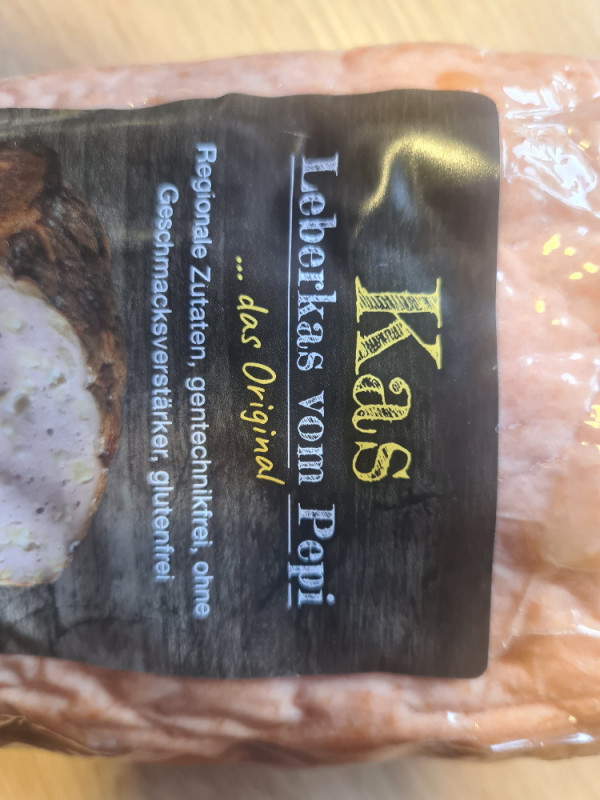 Kas
Leberkas vom Pepi
... das Original
Regionale Zutaten, gentechnikfrei, ohne
Geschmacksverstärker, glutenfrei